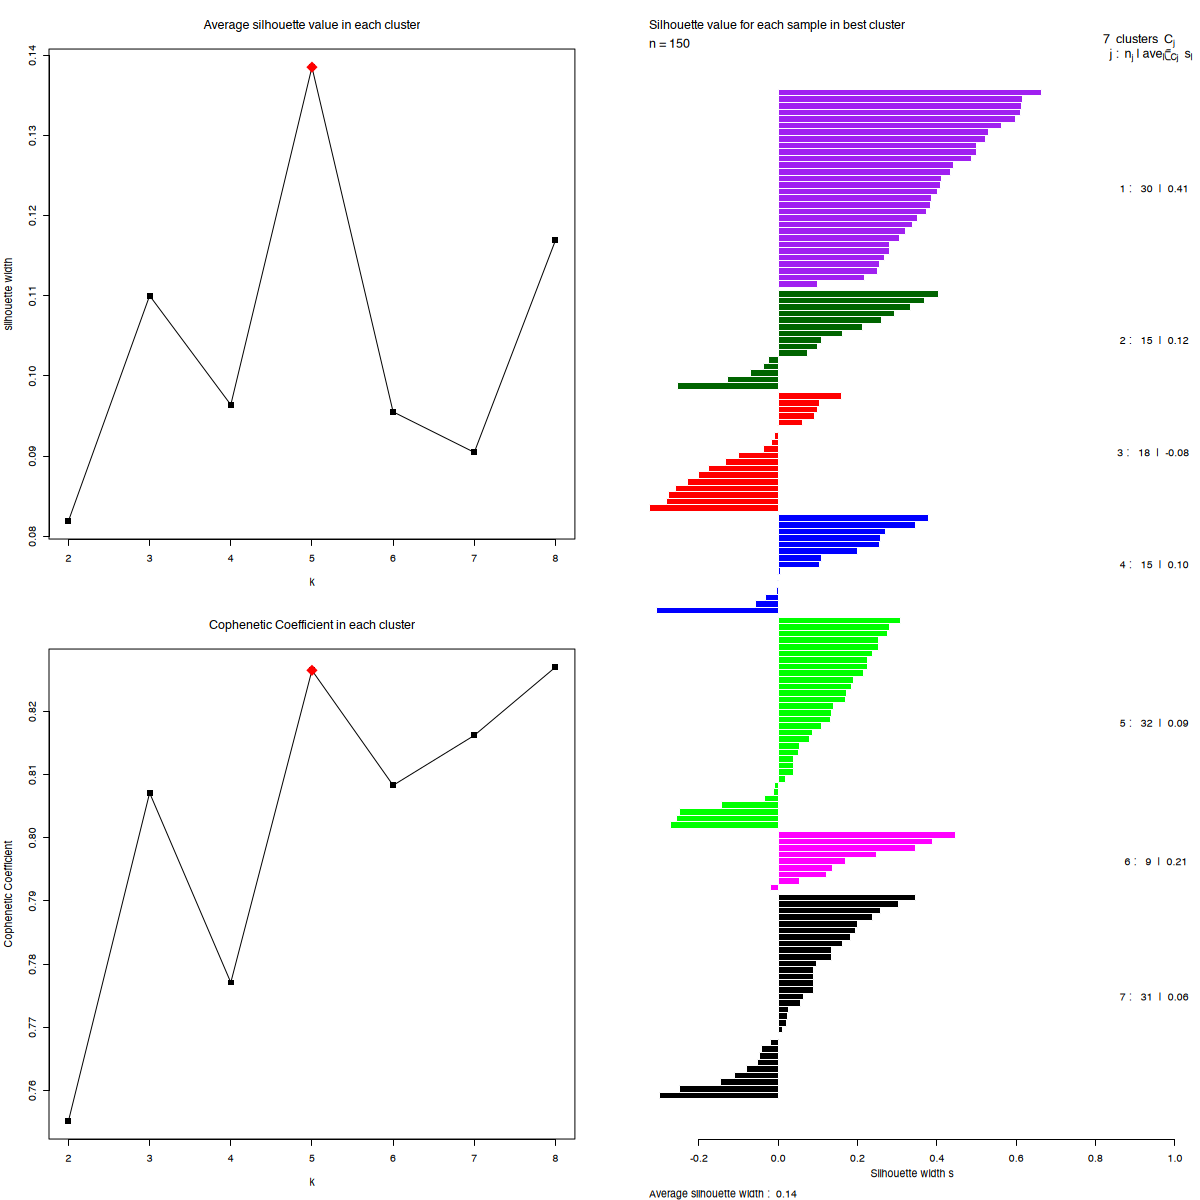 Average silhouette value in each cluster
0.14
0.13
0.12
0.11
0.10
0.09
0.08
silhouette width
2 3 4 5 6 7 8
k
Cophenetic Coefficient in each cluster
0.82
0.81
0.80
0.79
0.78
0.77
0.76
Cophenetic Coefficient
2 3 4 5 6 7 8
k
Silhouette value for each sample in best cluster
n = 150
7 clusters Cj
j : nj | avei∈Cj si
1 : 30 | 0.41
2 : 15 | 0.12
3 : 18 | -0.08
4 : 15 | 0.10
5 : 32 | 0.09
6 : 9 | 0.21
7 : 31 | 0.06
-0.2 0.0 0.2 0.4 0.6 0.8 1.0
Silhouette width s
Average silhouette width : 0.14